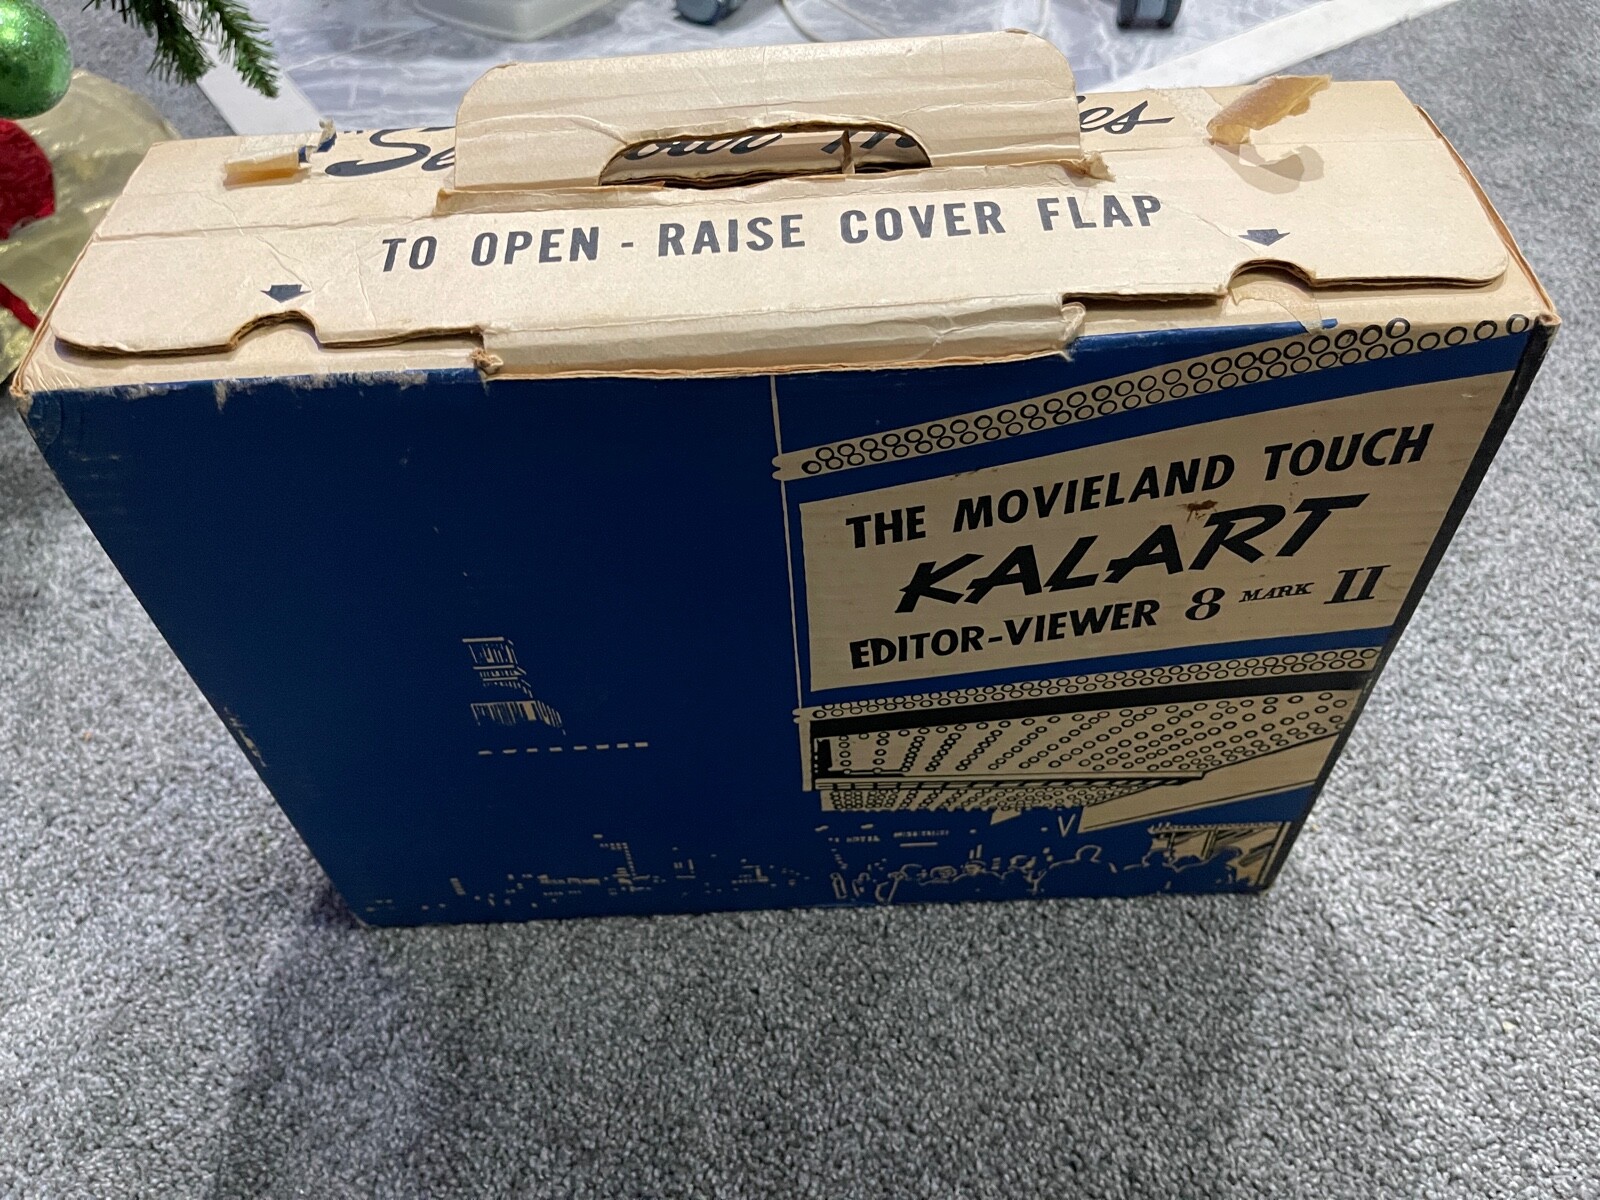 TO OPEN - RAISE COVER FLAP
THE MOVIELAND TOUCH
KALART
EDITOR-VIEWER 8 MARK II